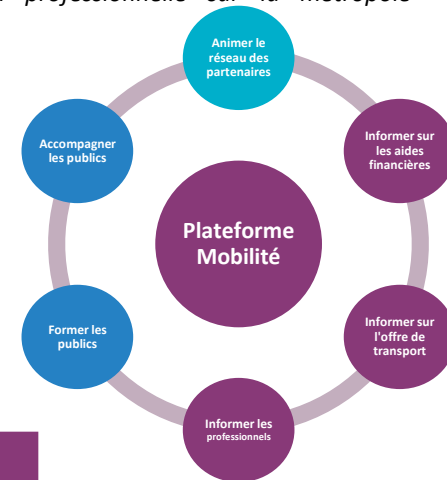 professionnelle sur la métropole
Animer le
réseau des
partenaires
Informer sur
les aides
financières
Informer sur
l'offre de
transport
Informer les
professionnels
Former les
publics
Accompagner
les publics
Plateforme
Mobilité